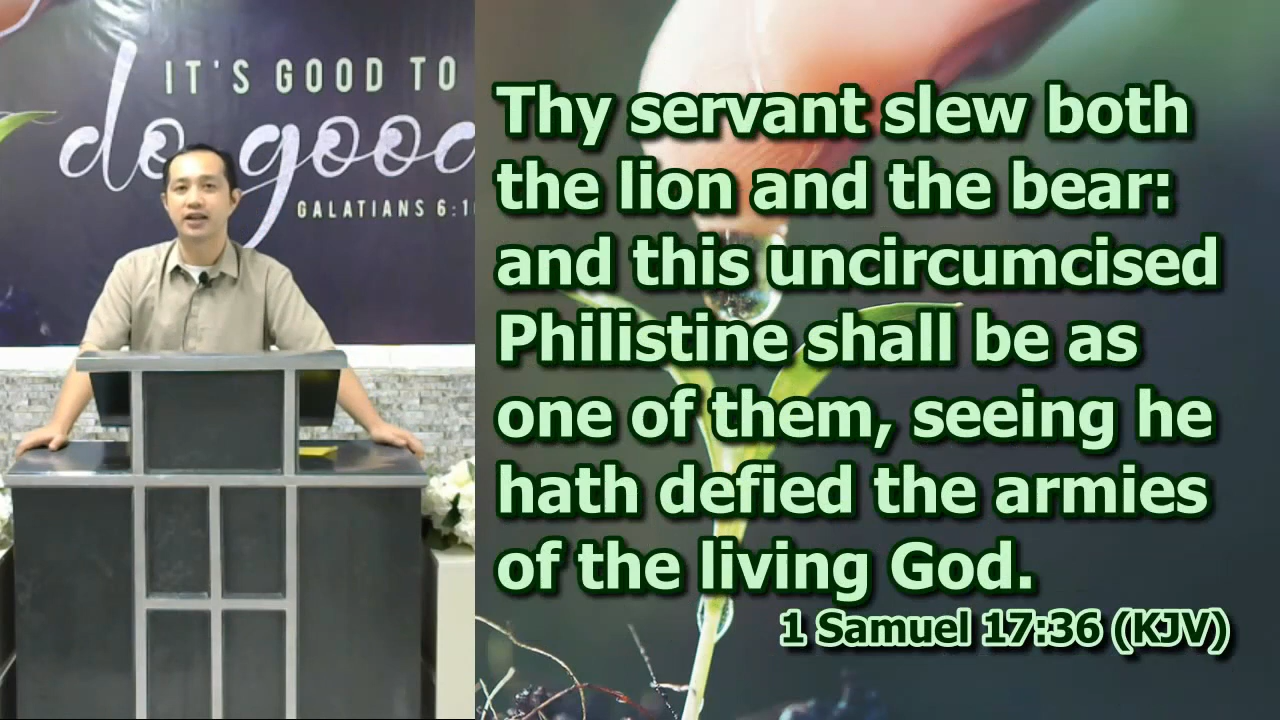 IT'S GOOD TO
do good
GALATIANS 6:1
Thy servant slew both
the lion and the bear:
and this uncircumcised
Philistine shall be as
one of them, seeing he
hath defied the armies
of the living God.
1 Samuel 17:36 (KJV)